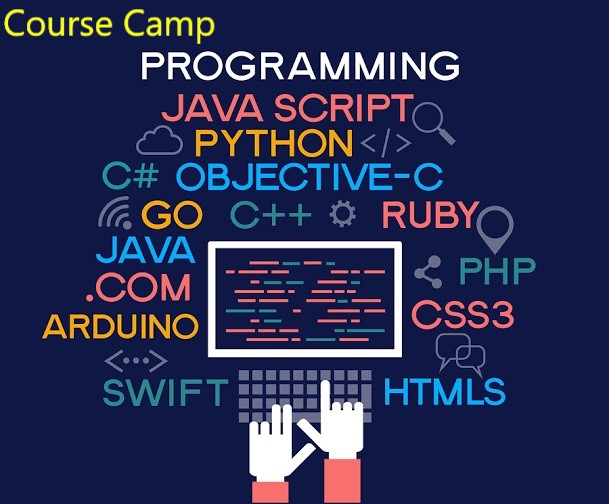 Course Camp
PROGRAMMING
JAVA SCRIPT
PYTHON </>
C# OBJECTIVE-C
GO C++ RUBY
JAVA
PHP
.COM
CSS3
ARDUINO
SWIFT HTMLS